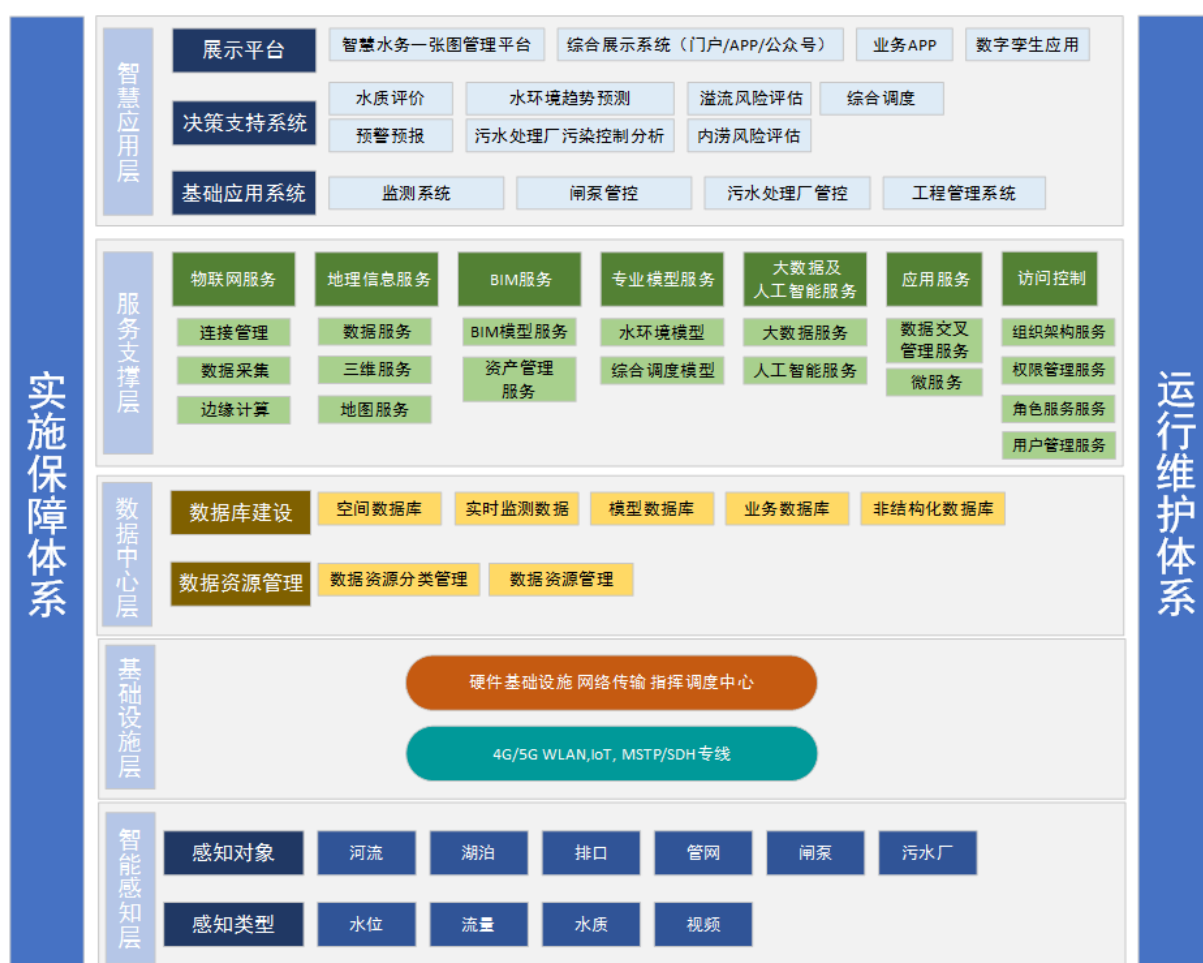 实施保障体系
智慧应用层
展示平台
智慧水务一张图管理平台
综合展示系统（门户/APP/公众号）
业务APP
数字孪生应用
决策支持系统
水质评价
水环境趋势预测
溢流风险评估
综合调度
预警预报
污水处理厂污染控制分析
内涝风险评估
基础应用系统
监测系统
闸泵管控
污水处理厂管控
工程管理系统
服务支撑层
物联网服务
连接管理
数据采集
边缘计算
地理信息服务
数据服务
三维服务
地图服务
BIM服务
BIM模型服务
资产管理
服务
专业模型服务
水环境模型
综合调度模型
大数据及
人工智能服务
大数据服务
人工智能服务
应用服务
数据交叉
管理服务
微服务
访问控制
组织架构服务
权限管理服务
角色服务服务
用户管理服务
数据中心层
数据库建设
空间数据库
实时监测数据
模型数据库
业务数据库
非结构化数据库
数据资源管理
数据资源分类管理
数据资源管理
基础设施层
硬件基础设施 网络传输 指挥调度中心
4G/5G WLAN,IoT, MSTP/SDH专线
智能感知层
感知对象
河流
湖泊
排口
管网
闸泵
污水厂
感知类型
水位
流量
水质
视频
运行维护体系